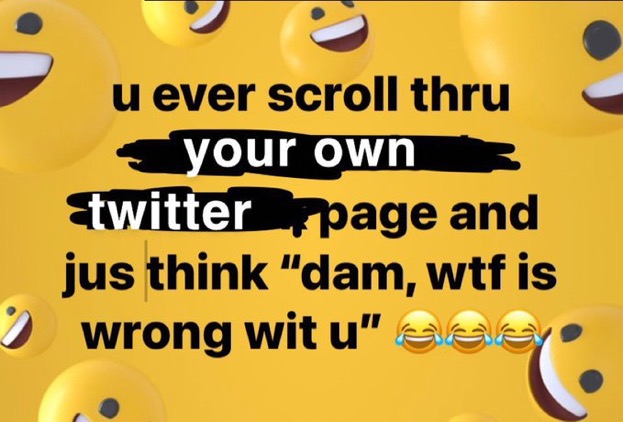 u ever scroll thru
your own
twitter page and
jus think “dam, wtf is
wrong wit u” 😂😂😂